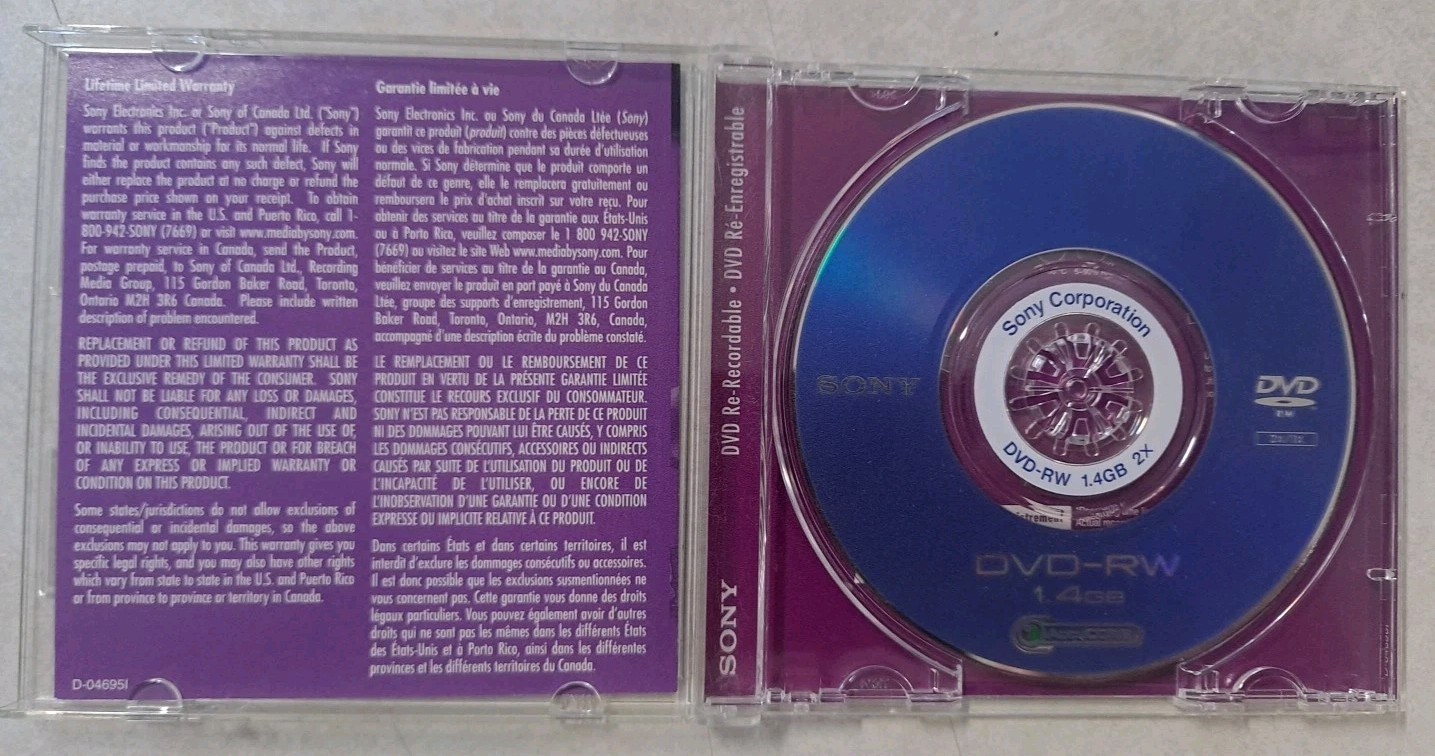 Lifetime Limited Warranty
Sony Electronics Inc. or Sony of Canada Ltd. ("Sony")
warrants this product ("Product") against defects in
material or workmanship for its normal life. If Sony
finds the product contains any such defect, Sony will
either replace the product at no charge or refund the
purchase price shown on your receipt. To obtain
warranty service in the U.S. and Puerto Rico, call 1-
800-942-SONY (7669) or visit www.mediabysony.com.
For warranty service in Canada, send the Product,
postage prepaid, to Sony of Canada Ltd., Recording
Media Group, 115 Gordon Baker Road, Toronto,
Ontario M2H 3R6 Canada. Please include written
description of problem encountered.
REPLACEMENT OR REFUND OF THIS PRODUCT AS
PROVIDED UNDER THIS LIMITED WARRANTY SHALL BE
THE EXCLUSIVE REMEDY OF THE CONSUMER. SONY
SHALL NOT BE LIABLE FOR ANY LOSS OR DAMAGES,
INCLUDING CONSEQUENTIAL, INDIRECT AND
INCIDENTAL DAMAGES, ARISING OUT OF THE USE OF,
OR INABILITY TO USE, THE PRODUCT OR FOR BREACH
OF ANY EXPRESS OR IMPLIED WARRANTY OR
CONDITION ON THIS PRODUCT.
Some states/jurisdictions do not allow exclusions of
consequential or incidental damages, so the above
exclusions may not apply to you. This warranty gives you
specific legal rights, and you may also have other rights
which vary from state to state in the U.S. and Puerto Rico
or from province to province or territory in Canada.
D-04695I
Garantie limitée à vie
Sony Electronics Inc. ou Sony du Canada Ltée (Sony)
garantit ce produit (produit) contre des pièces défectueuses
ou des vices de fabrication pendant sa durée d'utilisation
normale. Si Sony détermine que le produit comporte un
défaut de ce genre, elle le remplacera gratuitement ou
remboursera le prix d'achat inscrit sur votre reçu. Pour
obtenir des services au titre de la garantie aux États-Unis
ou à Porto Rico, veuillez composer le 1 800 942-SONY
(7669) ou visitez le site Web www.mediabysony.com. Pour
bénéficier de services au titre de la garantie au Canada,
veuillez envoyer le produit en port payé à Sony du Canada
Ltée, groupe des supports d'enregistrement, 115 Gordon
Baker Road, Toronto, Ontario, M2H 3R6, Canada,
accompagné d'une description écrite du problème constaté.
LE REMPLACEMENT OU LE REMBOURSEMENT DE CE
PRODUIT EN VERTU DE LA PRÉSENTE GARANTIE LIMITÉE
CONSTITUE LE RECOURS EXCLUSIF DU CONSOMMATEUR.
SONY N'EST PAS RESPONSABLE DE LA PERTE DE CE PRODUIT
NI DES DOMMAGES POUVANT LUI ÊTRE CAUSÉS, Y COMPRIS
LES DOMMAGES CONSÉCUTIFS, ACCESSOIRES OU INDIRECTS
CAUSÉS PAR SUITE DE L'UTILISATION DU PRODUIT OU DE
L'INCAPACITÉ DE L'UTILISER, OU ENCORE DE
L'INOBSERVATION D'UNE GARANTIE OU D'UNE CONDITION
EXPRESSE OU IMPLICITE RELATIVE À CE PRODUIT.
Dans certains États et dans certains territoires, il est
interdit d'exclure les dommages consécutifs ou accessoires.
Il est donc possible que les exclusions susmentionnées ne
vous concernent pas. Cette garantie vous donne des droits
légaux particuliers. Vous pouvez également avoir d'autres
droits qui ne sont pas les mêmes dans les différents États
des États-Unis et à Porto Rico, ainsi dans les différentes
provinces et les différents territoires du Canada.
SONY DVD Re-Recordable • DVD Ré-Enregistrable
Sony Corporation
DVD-RW 1.4GB 2X
SONY
DVD
RW
DVD-RW
1.4GB